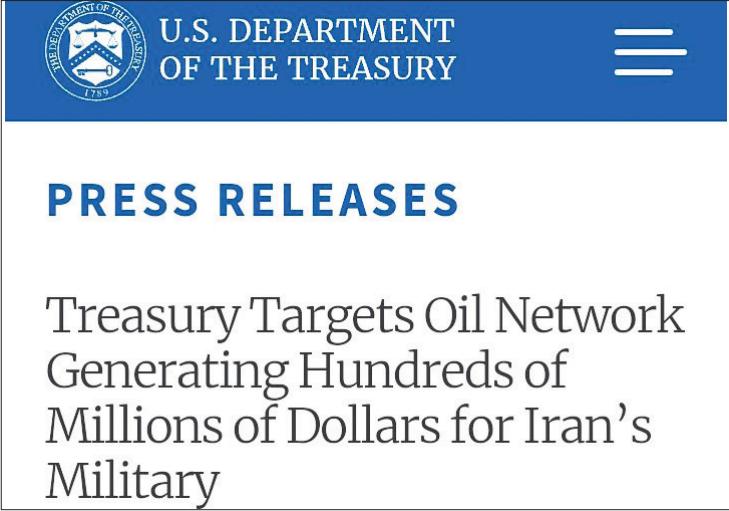 THE DEPARTMENT OF THE TREASURY
1789
U.S. DEPARTMENT
OF THE TREASURY
PRESS RELEASES
Treasury Targets Oil Network
Generating Hundreds of
Millions of Dollars for Iran’s
Military